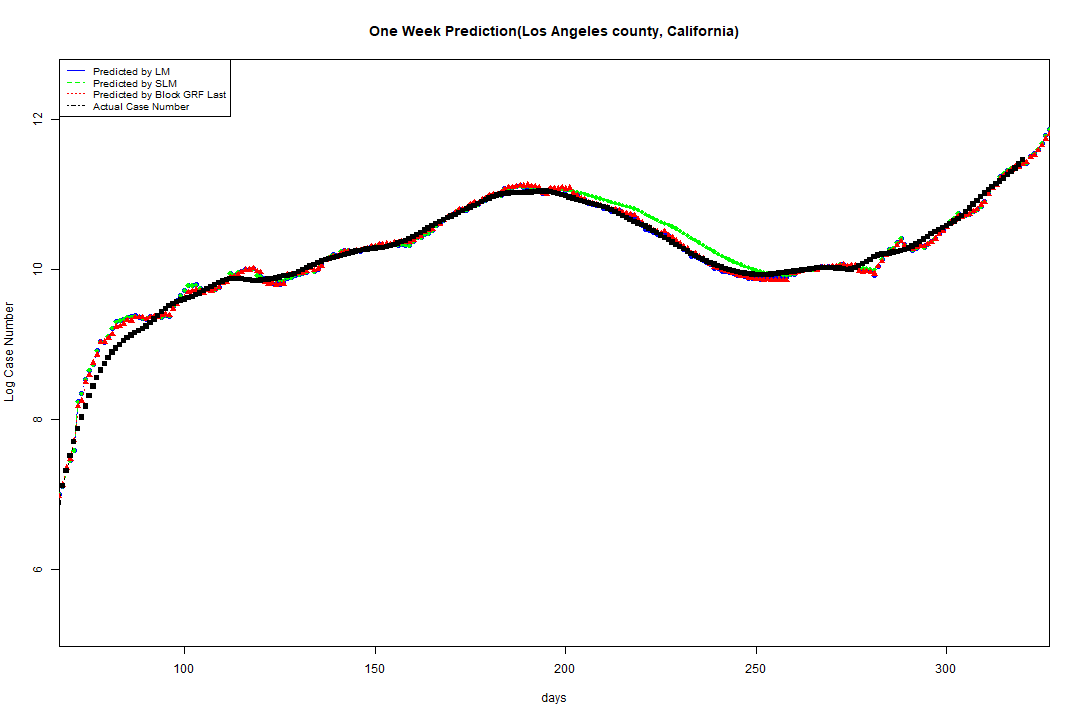 One Week Prediction(Los Angeles county, California)
Predicted by LM
Predicted by SLM
Predicted by Block GRF Last
Actual Case Number
12
10
8
6
Log Case Number
100
150
200
250
300
days